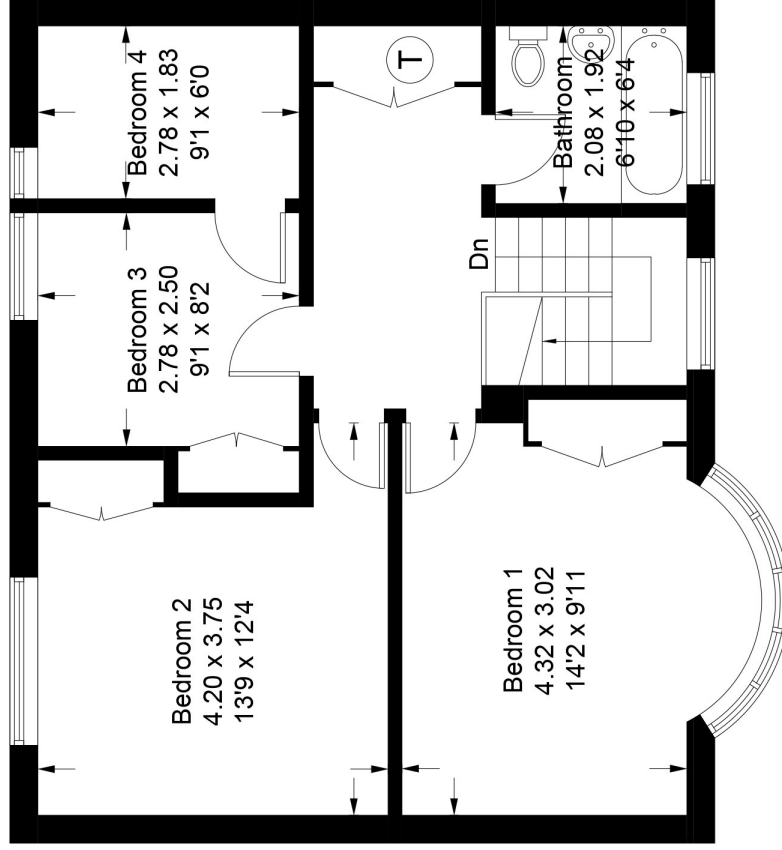 Bedroom 4
2.78 x 1.83
9'1 x 6'0
T
Bathroom
2.08 x 1.92
6'10 x 6'4
Bedroom 3
2.78 x 2.50
9'1 x 8'2
Dn
Bedroom 2
4.20 x 3.75
13'9 x 12'4
Bedroom 1
4.32 x 3.02
14'2 x 9'11